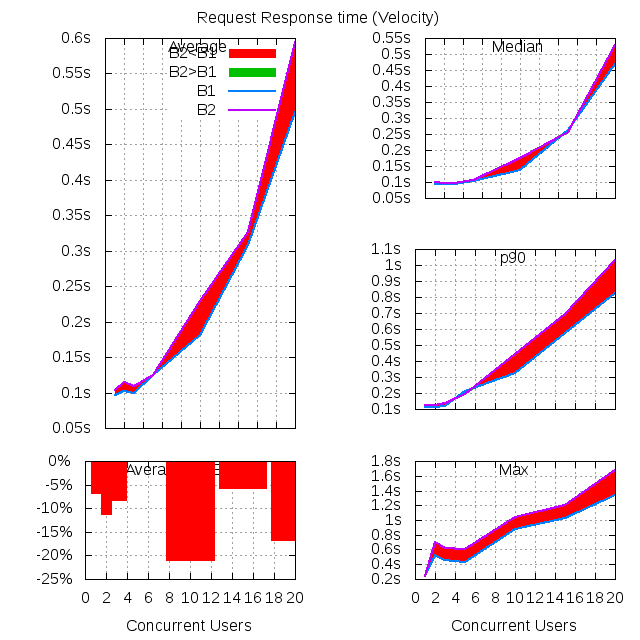 Request Response time (Velocity)
Average
B2<B1
B2>B1
B1
B2
0.6s
0.55s
0.5s
0.45s
0.4s
0.35s
0.3s
0.25s
0.2s
0.15s
0.1s
0.05s
Median
0.55s
0.5s
0.45s
0.4s
0.35s
0.3s
0.25s
0.2s
0.15s
0.1s
0.05s
p90
1.1s
1s
0.9s
0.8s
0.7s
0.6s
0.5s
0.4s
0.3s
0.2s
0.1s
0%
-5%
-10%
-15%
-20%
-25%
0 2 4 6 8 10 12 14 16 18 20
Concurrent Users
Max
1.8s
1.6s
1.4s
1.2s
1s
0.8s
0.6s
0.4s
0.2s
0 2 4 6 8 10 12 14 16 18 20
Concurrent Users